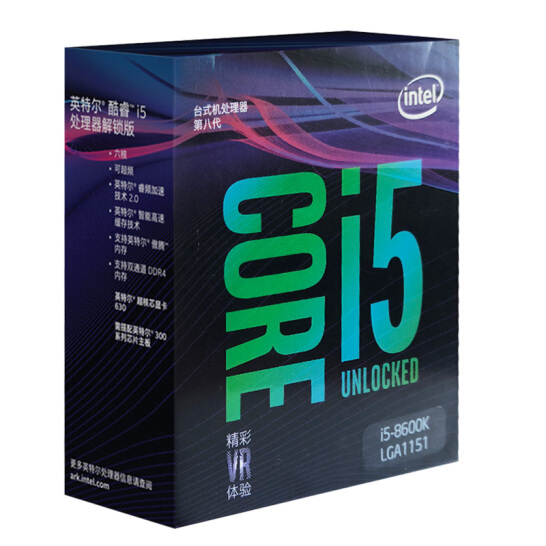 英特尔® 酷睿™ i5
处理器解锁版
• 六核
• 可超频
• 英特尔® 睿频加速
技术 2.0
• 英特尔® 智能高速
缓存技术
• 支持英特尔® 傲腾™
内存
• 支持双通道 DDR4
内存
英特尔® 超核芯显卡
630
需搭配英特尔® 300
系列芯片主板
更多英特尔处理器信息请查阅
ark.intel.com
台式机处理器
第八代
intel
CORE
i5
UNLOCKED
精彩
VR
体验
i5-8600K
LGA1151